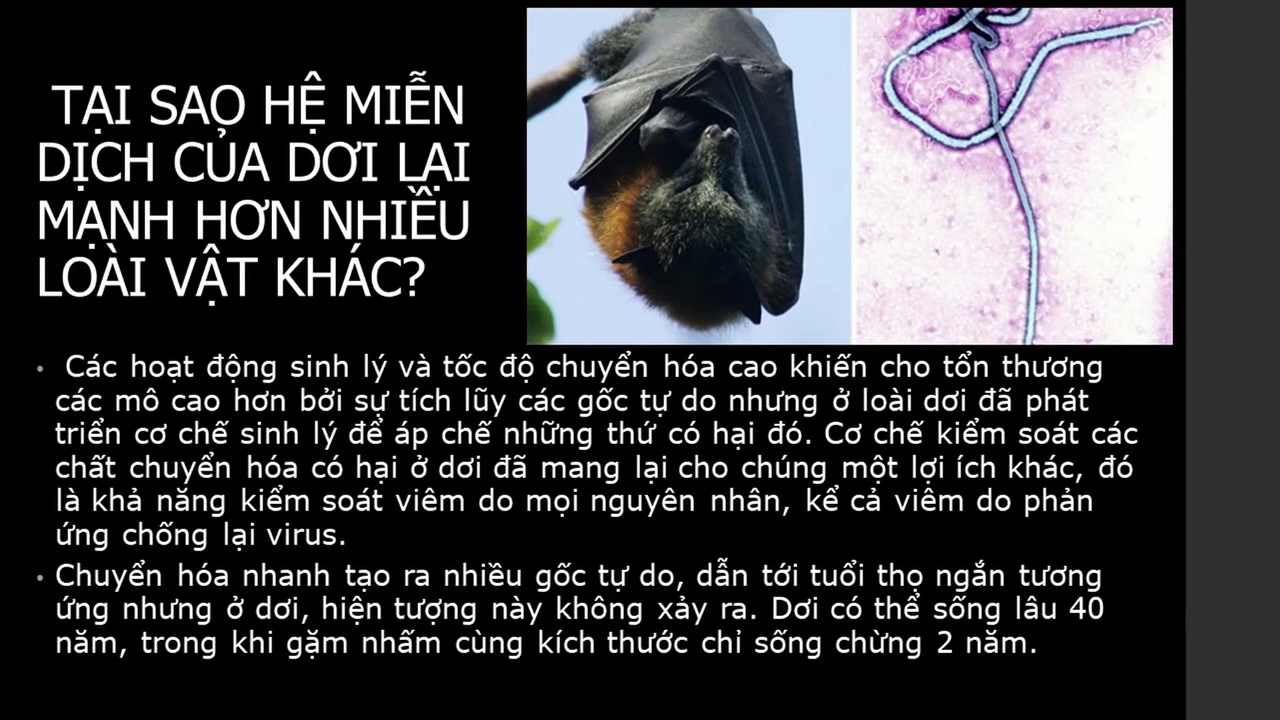 TẠI SAO HỆ MIỄN
DỊCH CỦA DƠI LẠI
MẠNH HƠN NHIỀU
LOÀI VẬT KHÁC?
• Các hoạt động sinh lý và tốc độ chuyển hóa cao khiến cho tổn thương
các mô cao hơn bởi sự tích lũy các gốc tự do nhưng ở loài dơi đã phát
triển cơ chế sinh lý để áp chế những thứ có hại đó. Cơ chế kiểm soát các
chất chuyển hóa có hại ở dơi đã mang lại cho chúng một lợi ích khác, đó
là khả năng kiểm soát viêm do mọi nguyên nhân, kể cả viêm do phản
ứng chống lại virus.
• Chuyển hóa nhanh tạo ra nhiều gốc tự do, dẫn tới tuổi thọ ngắn tương
ứng nhưng ở dơi, hiện tượng này không xảy ra. Dơi có thể sống lâu 40
năm, trong khi gặm nhấm cùng kích thước chỉ sống chừng 2 năm.